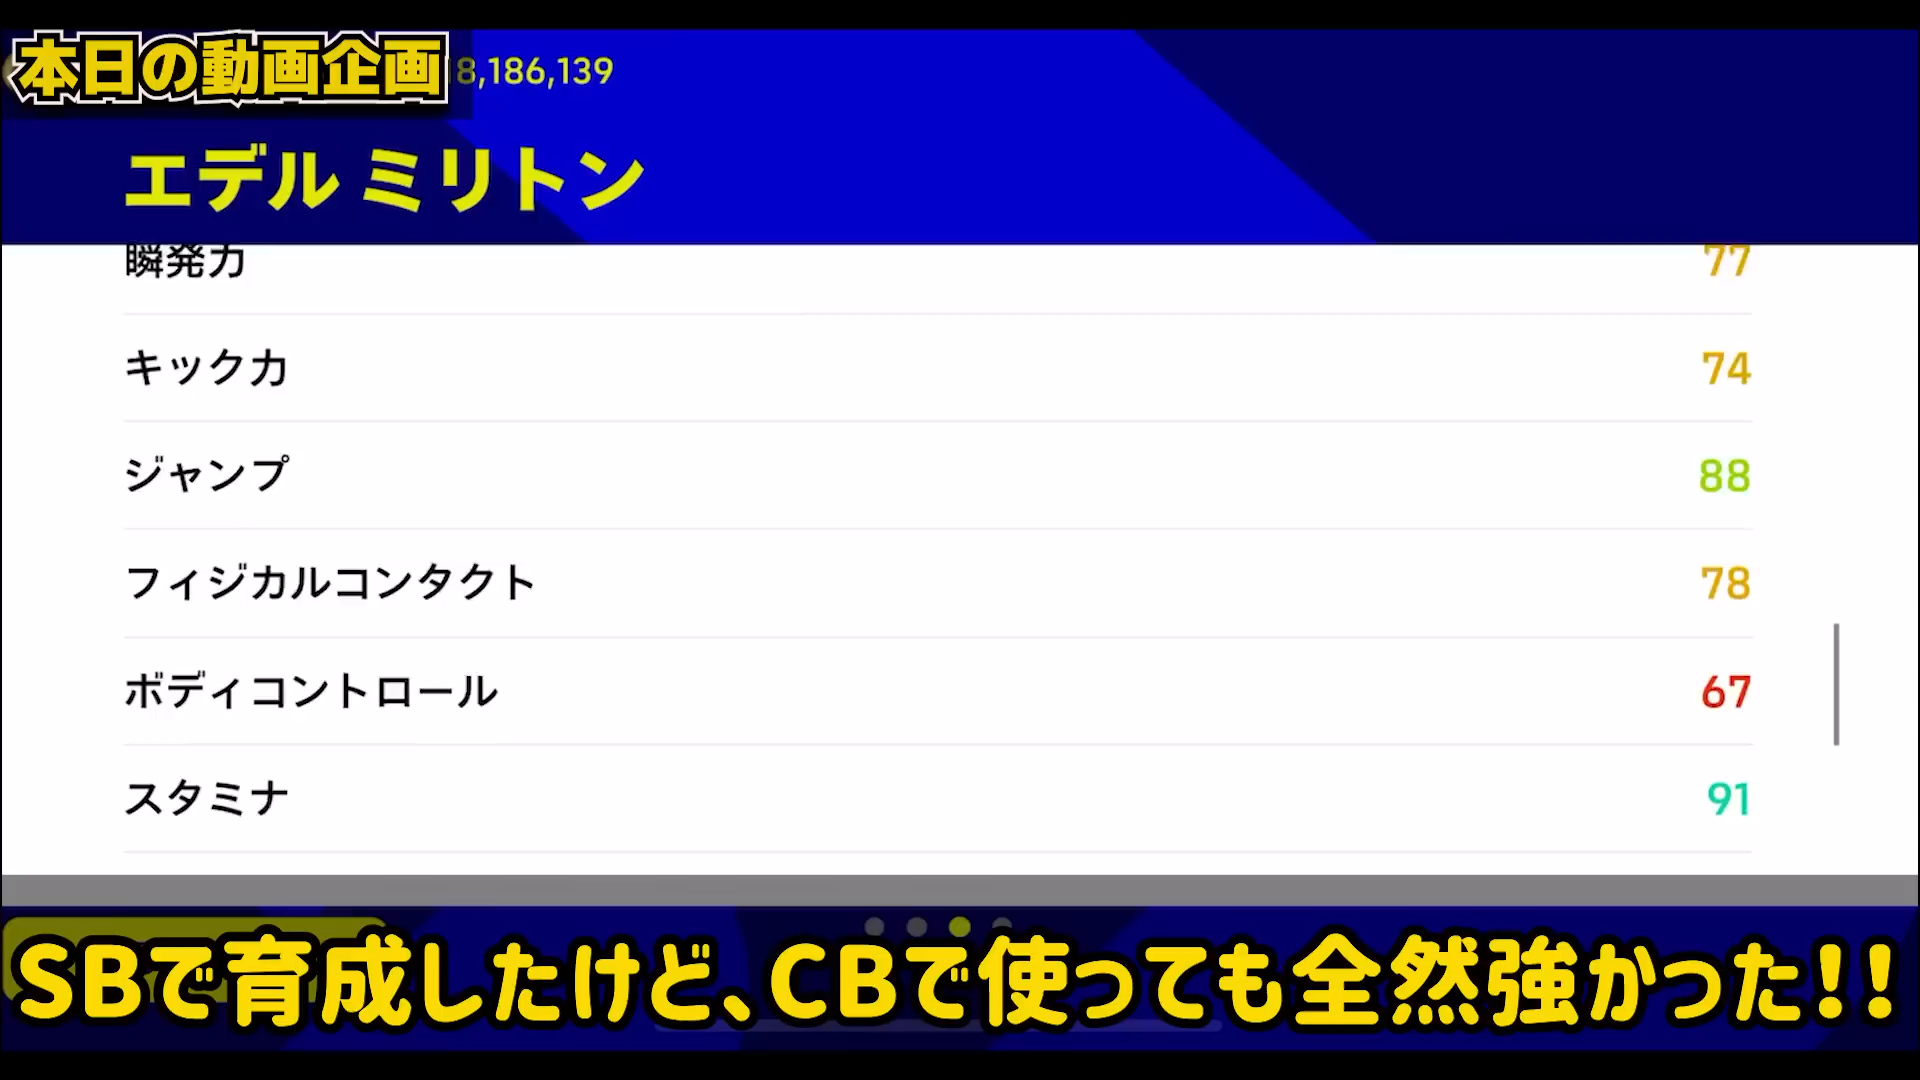 本日の動画企画
8,186,139
エデル ミリトン
瞬発力 77
キック力 74
ジャンプ 88
フィジカルコンタクト 78
ボディコントロール 67
スタミナ 91
SBで育成したけど、CBで使っても全然強かった!!